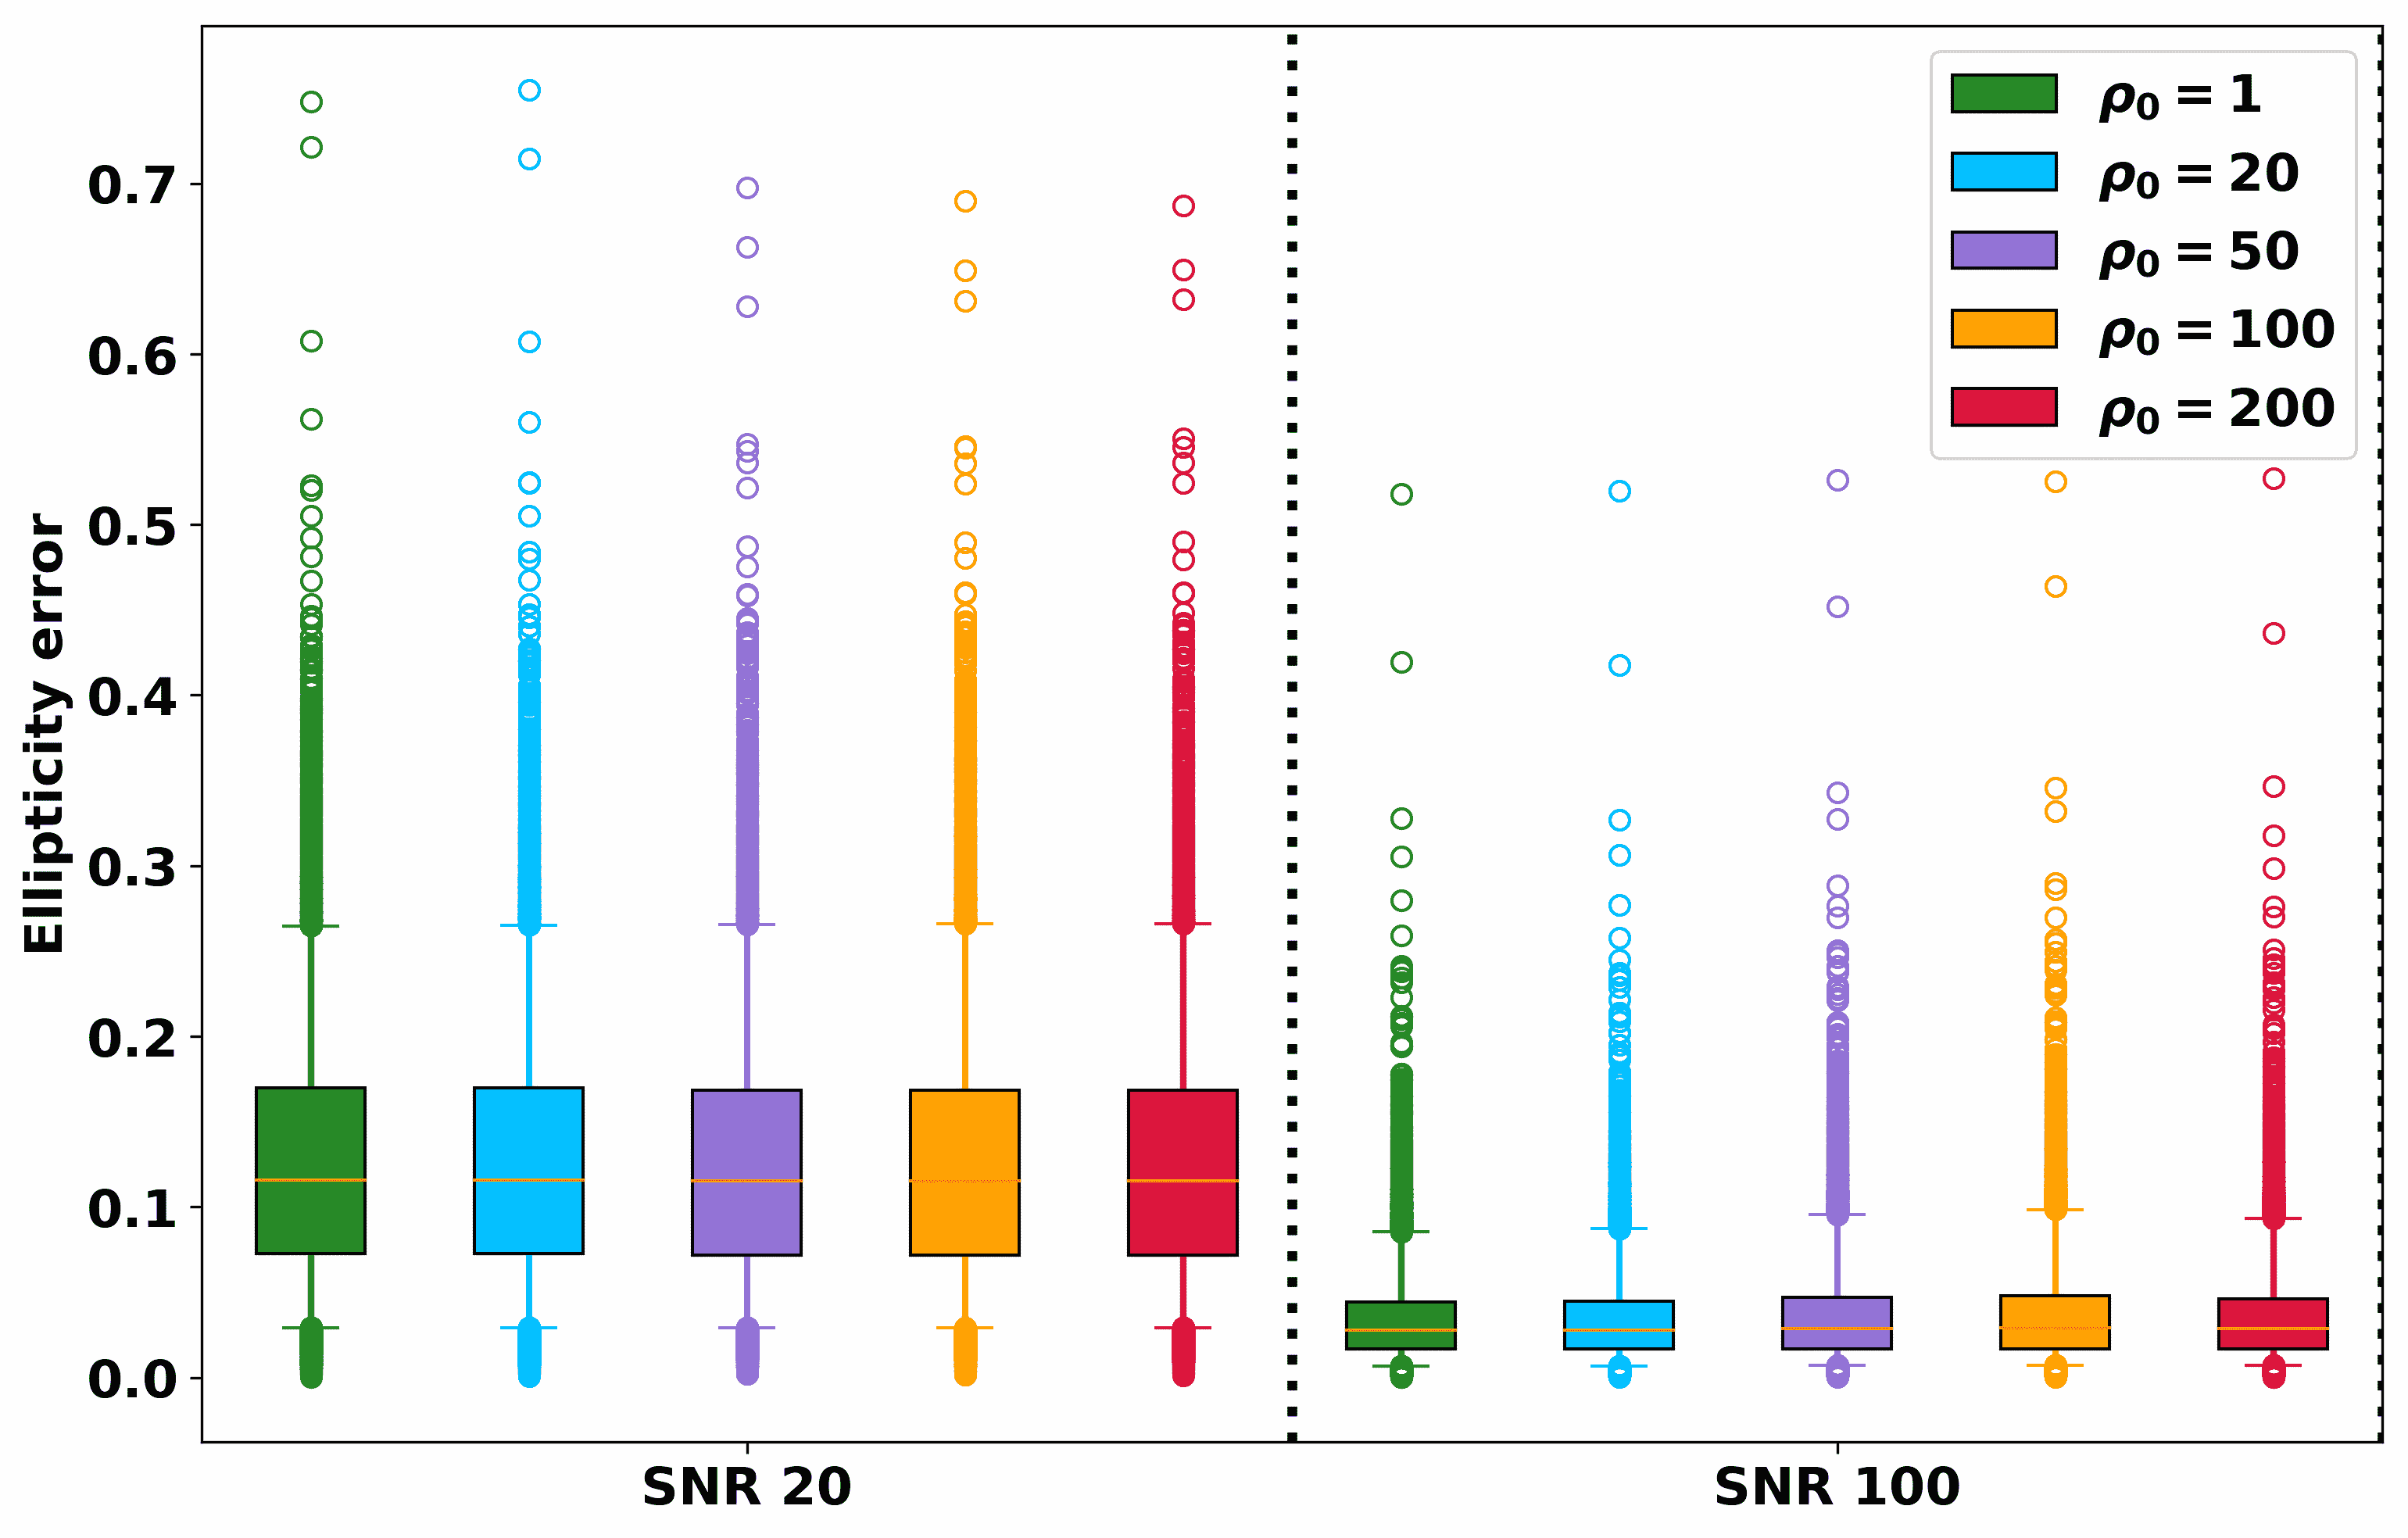 Ellipticity error
0.7
0.6
0.5
0.4
0.3
0.2
0.1
0.0
ρ₀ = 1
ρ₀ = 20
ρ₀ = 50
ρ₀ = 100
ρ₀ = 200
SNR 20
SNR 100